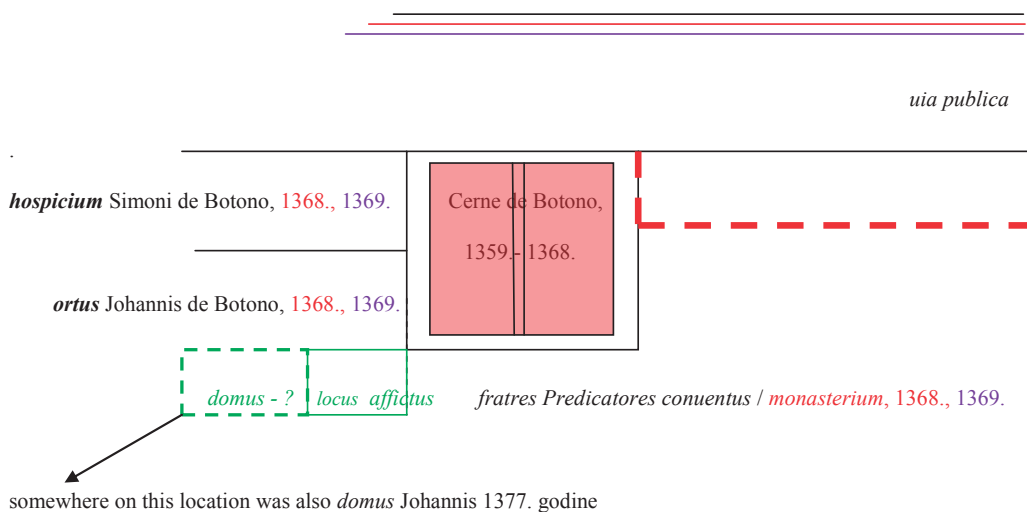 uia publica
.
hospicium Simoni de Botono, 1368., 1369.
Cerne de Botono,
1359.- 1368.
ortus Johannis de Botono, 1368., 1369.
domus - ?
locus affictus
fratres Predicatores conuentus / monasterium, 1368., 1369.
somewhere on this location was also domus Johannis 1377. godine